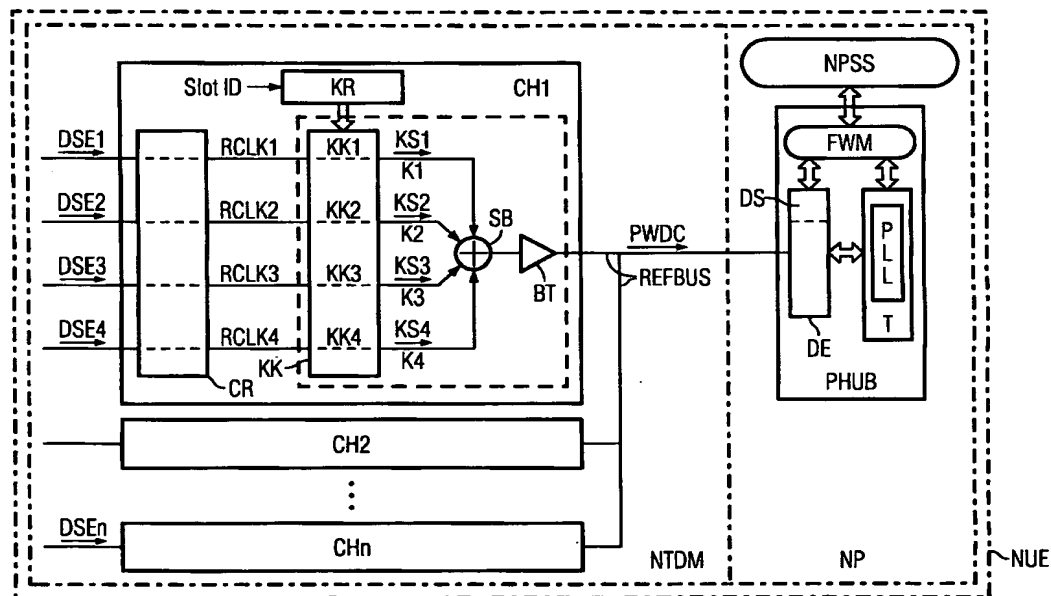 NPSS
Slot ID
KR
CH1
PHUB
FWM
DSE1
RCLK1
KK1
KS1
K1
DSE2
RCLK2
KK2
KS2
K2
SB
PWDC
DS
PLL
DSE3
RCLK3
KK3
KS3
K3
BT
REFBUS
T
DSE4
RCLK4
KK4
KS4
K4
KK
DE
CR
CH2
DSEn
CHn
NTDM
NP
NUE